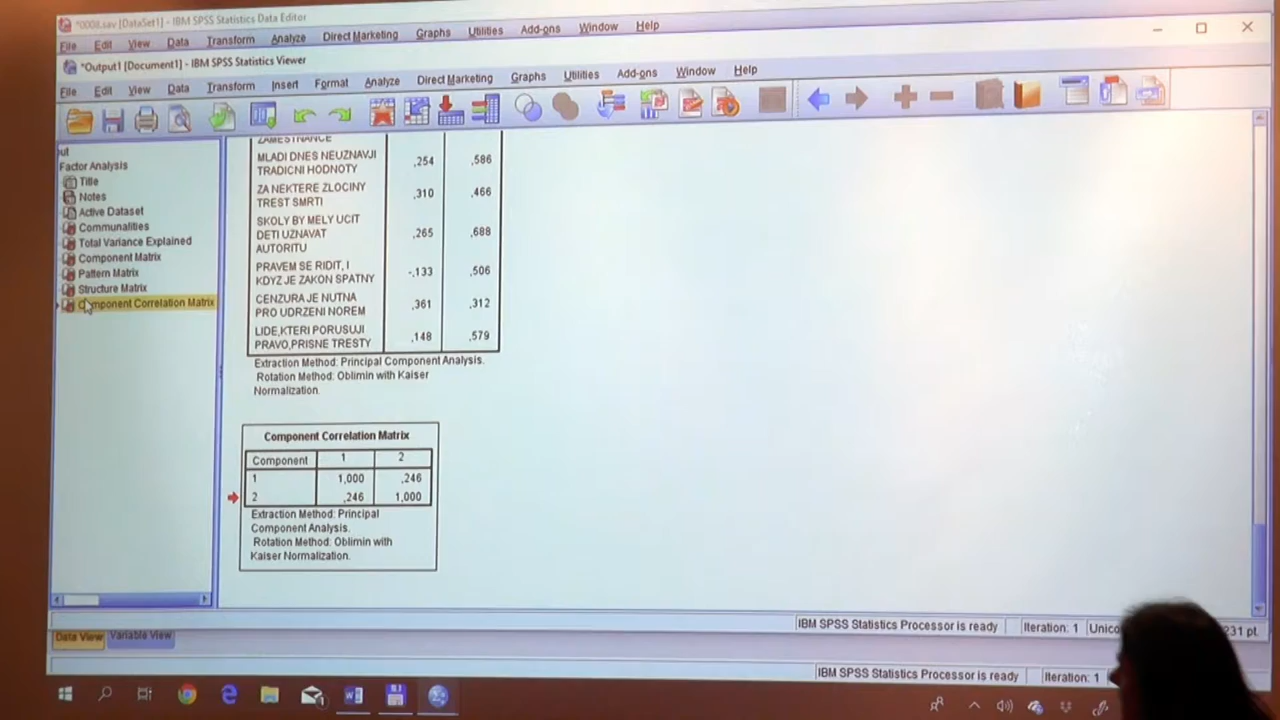 *0008.sav [DataSet1] - IBM SPSS Statistics Data Editor
File Edit View Data Transform Analyze Direct Marketing Graphs Utilities Add-ons Window Help
*Output1 [Document1] - IBM SPSS Statistics Viewer
File Edit View Data Transform Insert Format Analyze Direct Marketing Graphs Utilities Add-ons Window Help
Factor Analysis
Title
Notes
Active Dataset
Communalities
Total Variance Explained
Component Matrix
Pattern Matrix
Structure Matrix
Component Correlation Matrix
ZAMESTNANCE
MLADI DNES NEUZNAVJI
TRADICNI HODNOTY
,254 ,586
ZA NEKTERE ZLOCINY
TREST SMRTI
,310 ,466
SKOLY BY MELY UCIT
DETI UZNAVAT
AUTORITU
,265 ,688
PRAVEM SE RIDIT, I
KDYZ JE ZAKON SPATNY
-,133 ,506
CENZURA JE NUTNA
PRO UDRZENI NOREM
,361 ,312
LIDE,KTERI PORUSUJI
PRAVO,PRISNE TRESTY
,148 ,579
Extraction Method: Principal Component Analysis.
Rotation Method: Oblimin with Kaiser
Normalization.
Component Correlation Matrix
Component 1 2
1 1,000 ,246
2 ,246 1,000
Extraction Method: Principal
Component Analysis.
Rotation Method: Oblimin with
Kaiser Normalization.
IBM SPSS Statistics Processor is ready Iteration: 1
Data View Variable View
IBM SPSS Statistics Processor is ready Iteration: 1